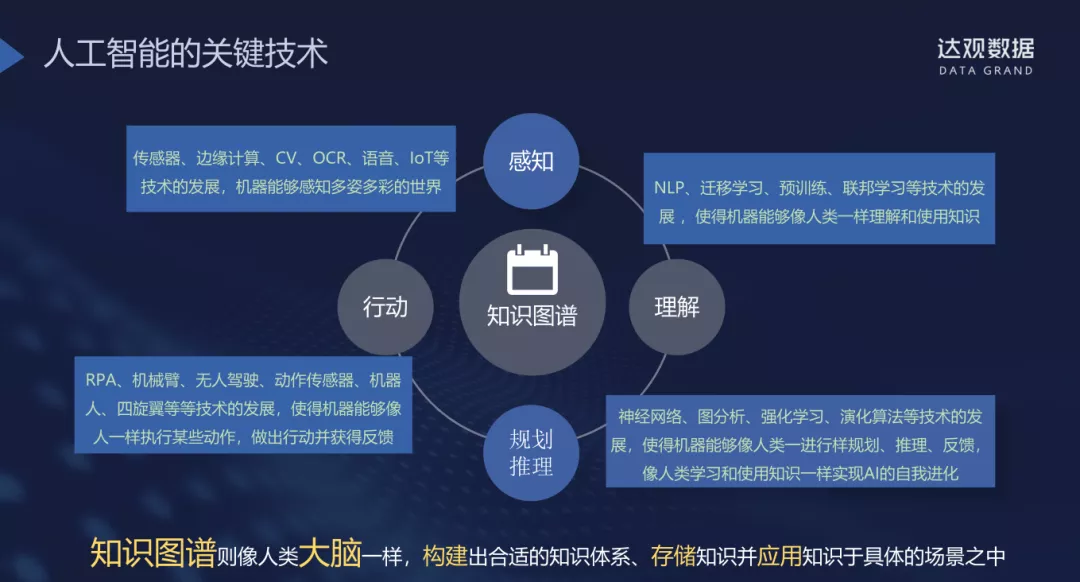 人工智能的关键技术
达观数据
DATA GRAND
传感器、边缘计算、CV、OCR、语音、IoT等
技术的发展，机器能够感知多姿多彩的世界
感知
NLP、迁移学习、预训练、联邦学习等技术的发
展 ，使得机器能够像人类一样理解和使用知识
行动
知识图谱
理解
RPA、机械臂、无人驾驶、动作传感器、机器
人、四旋翼等等技术的发展，使得机器能够像
人一样执行某些动作，做出行动并获得反馈
规划
推理
神经网络、图分析、强化学习、演化算法等技术的发
展，使得机器能够像人类一进行样规划、推理、反馈，
像人类学习和使用知识一样实现AI的自我进化
知识图谱则像人类大脑一样，构建出合适的知识体系、存储知识并应用知识于具体的场景之中